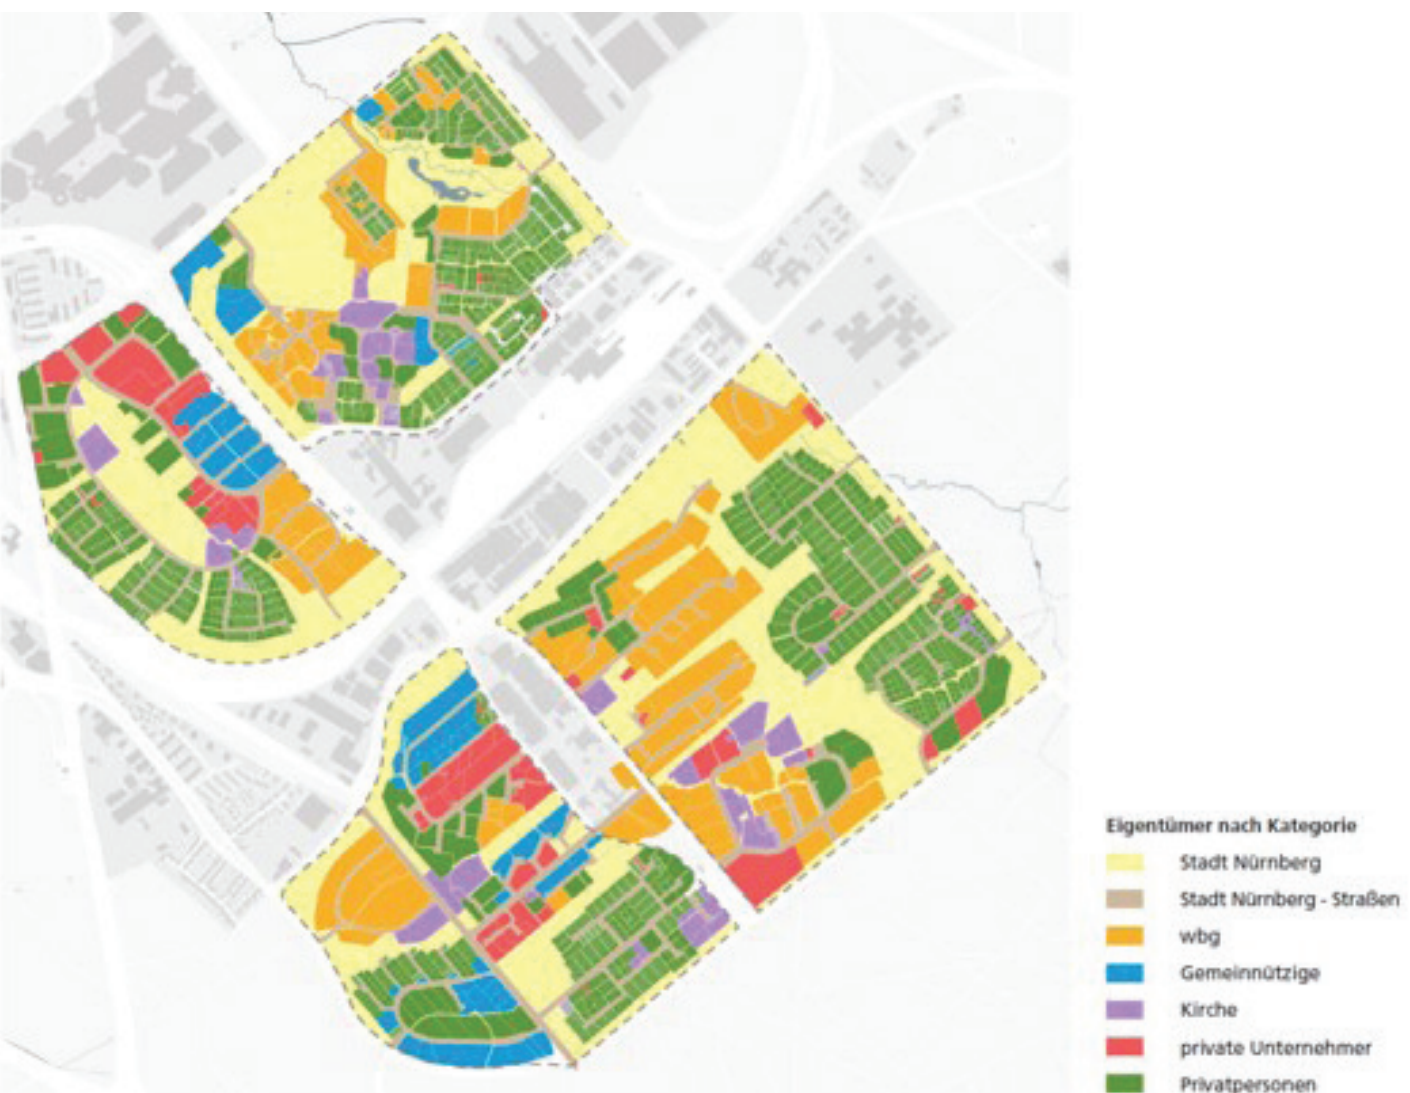 Eigentümer nach Kategorie
Stadt Nürnberg
Stadt Nürnberg - Straßen
wbg
Gemeinnützige
Kirche
private Unternehmer
Privatpersonen